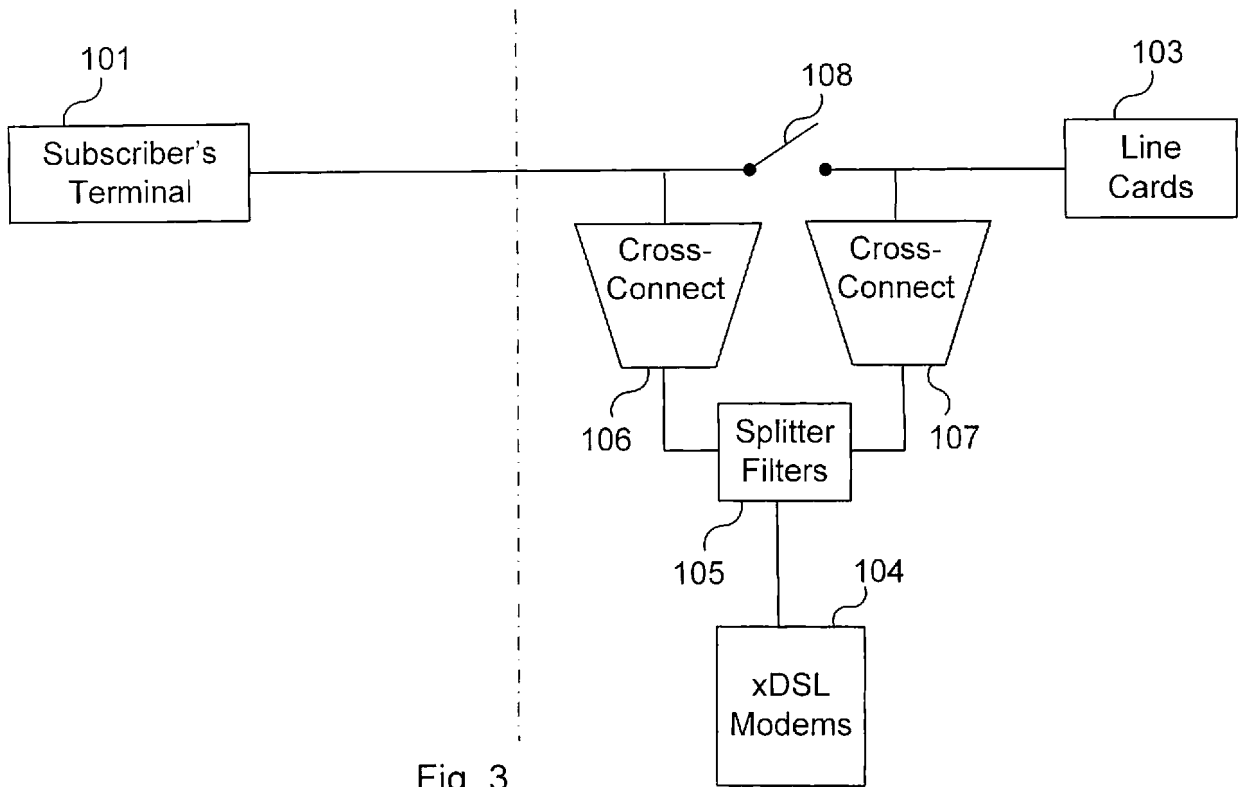 101
108
103
Subscriber's
Terminal
Line
Cards
Cross-
Connect
Cross-
Connect
106
Splitter
Filters
107
105
104
xDSL
Modems
Fig. 3